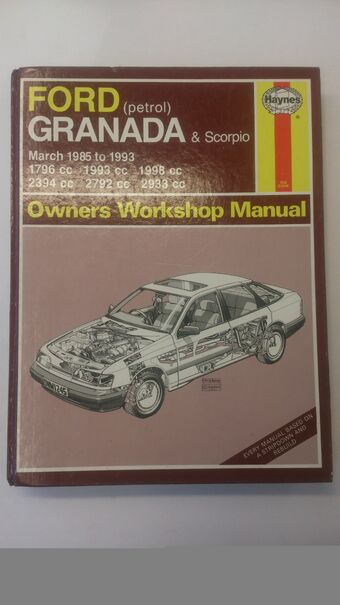 FORD (petrol)
Haynes
®
GRANADA & Scorpio
March 1985 to 1993
1796 cc 1993 cc 1998 cc
2394 cc 2792 cc 2933 cc
Owners Workshop Manual
EVERY MANUAL BASED ON
A STRIPDOWN AND
REBUILD